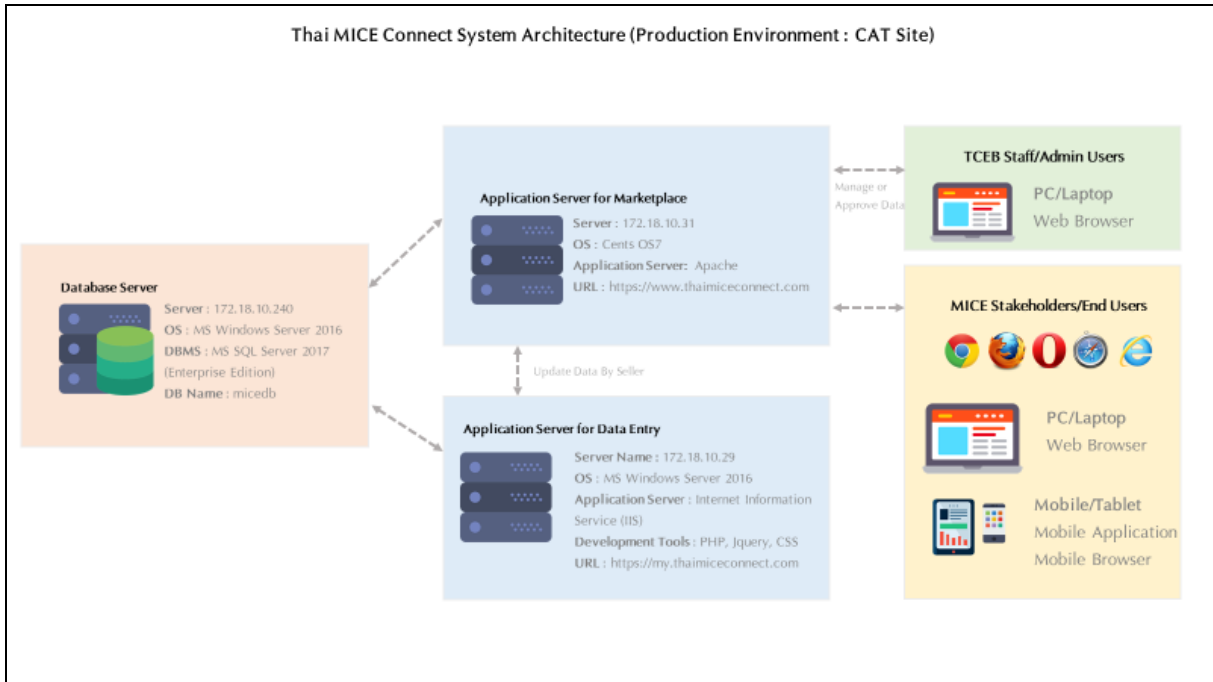 Thai MICE Connect System Architecture (Production Environment : CAT Site)
Database Server
Server : 172.18.10.240
OS : MS Windows Server 2016
DBMS : MS SQL Server 2017
(Enterprise Edition)
DB Name : micedb
Application Server for Marketplace
Server : 172.18.10.31
OS : Cents OS7
Application Server: Apache
URL : https://www.thaimiceconnect.com
Update Data By Seller
Application Server for Data Entry
Server Name : 172.18.10.29
OS : MS Windows Server 2016
Application Server : Internet Information
Service (IIS)
Development Tools : PHP, Jquery, CSS
URL : https://my.thaimiceconnect.com
Manage or
Approve Data
TCEB Staff/Admin Users
PC/Laptop
Web Browser
MICE Stakeholders/End Users
PC/Laptop
Web Browser
Mobile/Tablet
Mobile Application
Mobile Browser